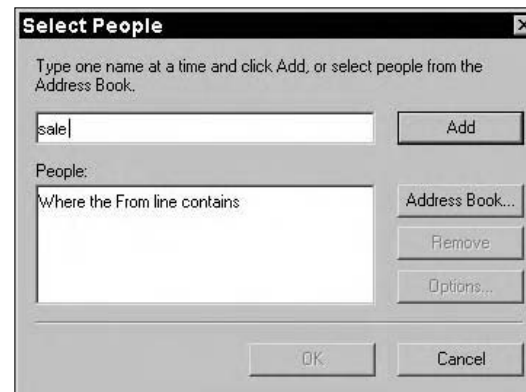 Select People
Type one name at a time and click Add, or select people from the
Address Book.
sale
Add
People:
Where the From line contains
Address Book...
Remove
Options...
OK
Cancel